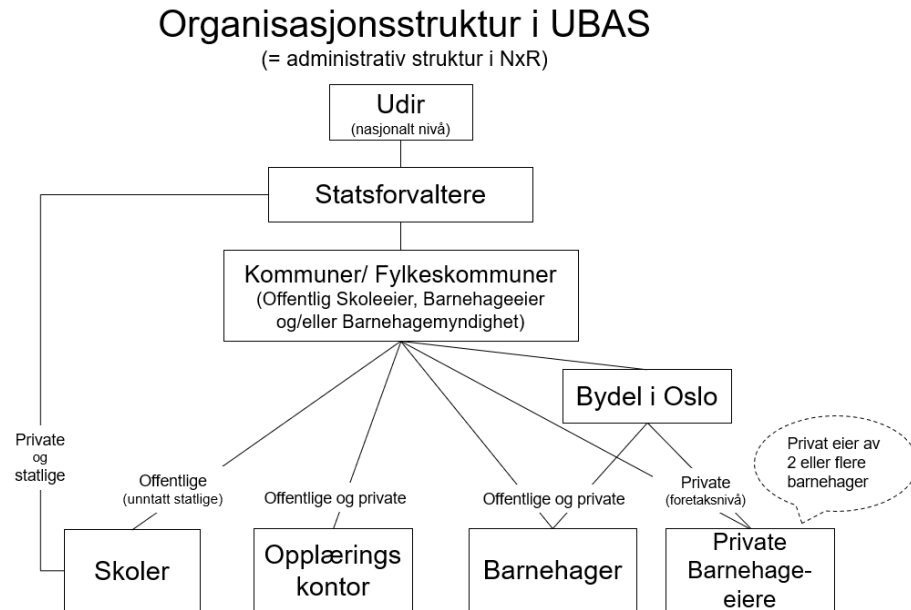 Organisasjonsstruktur i UBAS
(= administrativ struktur i NxR)
Udir
(nasjonalt nivå)
Statsforvaltere
Kommuner/ Fylkeskommuner
(Offentlig Skoleeier, Barnehageeier
og/eller Barnehagemyndighet)
Bydel i Oslo
Privat eier av
2 eller flere
barnehager
Private
og
statlige
Offentlige
(unntatt statlige)
Offentlige og private
Offentlige og private
Private
(foretaksnivå)
Skoler
Opplærings
kontor
Barnehager
Private
Barnehage-
eiere